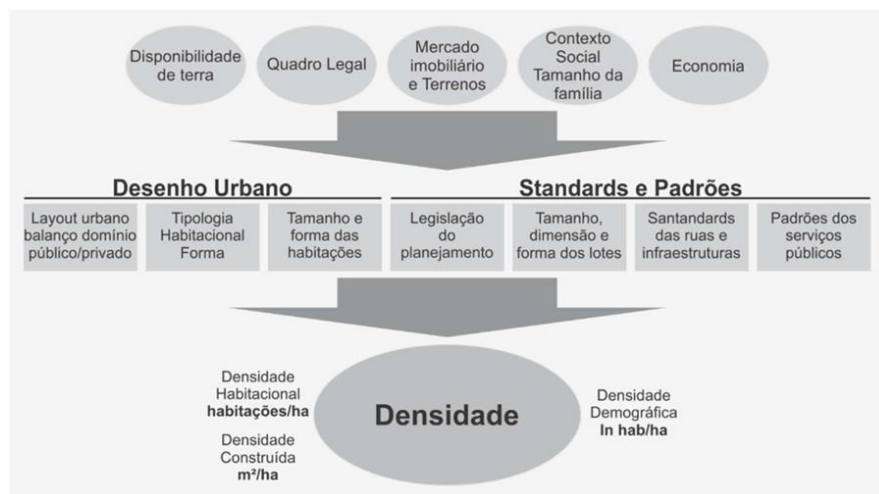 Disponibilidade
de terra
Quadro Legal
Mercado
imobiliário
e Terrenos
Contexto
Social
Tamanho da
família
Economia
Desenho Urbano
Standards e Padrões
Layout urbano
balanço domínio
público/privado
Tipologia
Habitacional
Forma
Tamanho e
forma das
habitações
Legislação
do
planejamento
Tamanho,
dimensão e
forma dos lotes
Santandards
das ruas e
infraestruturas
Padrões dos
serviços
públicos
Densidade
Habitacional
habitações/ha
Densidade
Construída
m²/ha
Densidade
Densidade
Demográfica
In hab/ha